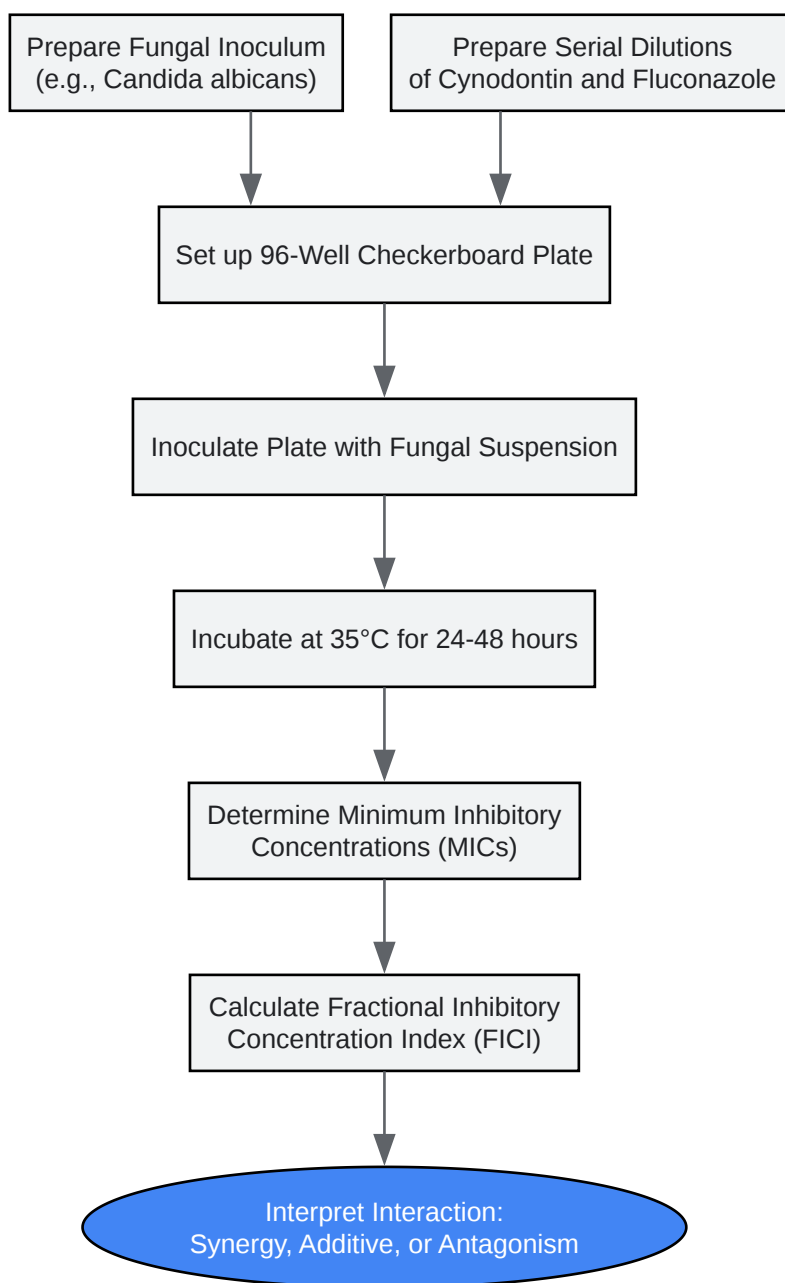 Prepare Fungal Inoculum
(e.g., Candida albicans)
Prepare Serial Dilutions
of Cynodontin and Fluconazole
Set up 96-Well Checkerboard Plate
Inoculate Plate with Fungal Suspension
Incubate at 35°C for 24-48 hours
Determine Minimum Inhibitory
Concentrations (MICs)
Calculate Fractional Inhibitory
Concentration Index (FICI)
Interpret Interaction:
Synergy, Additive, or Antagonism